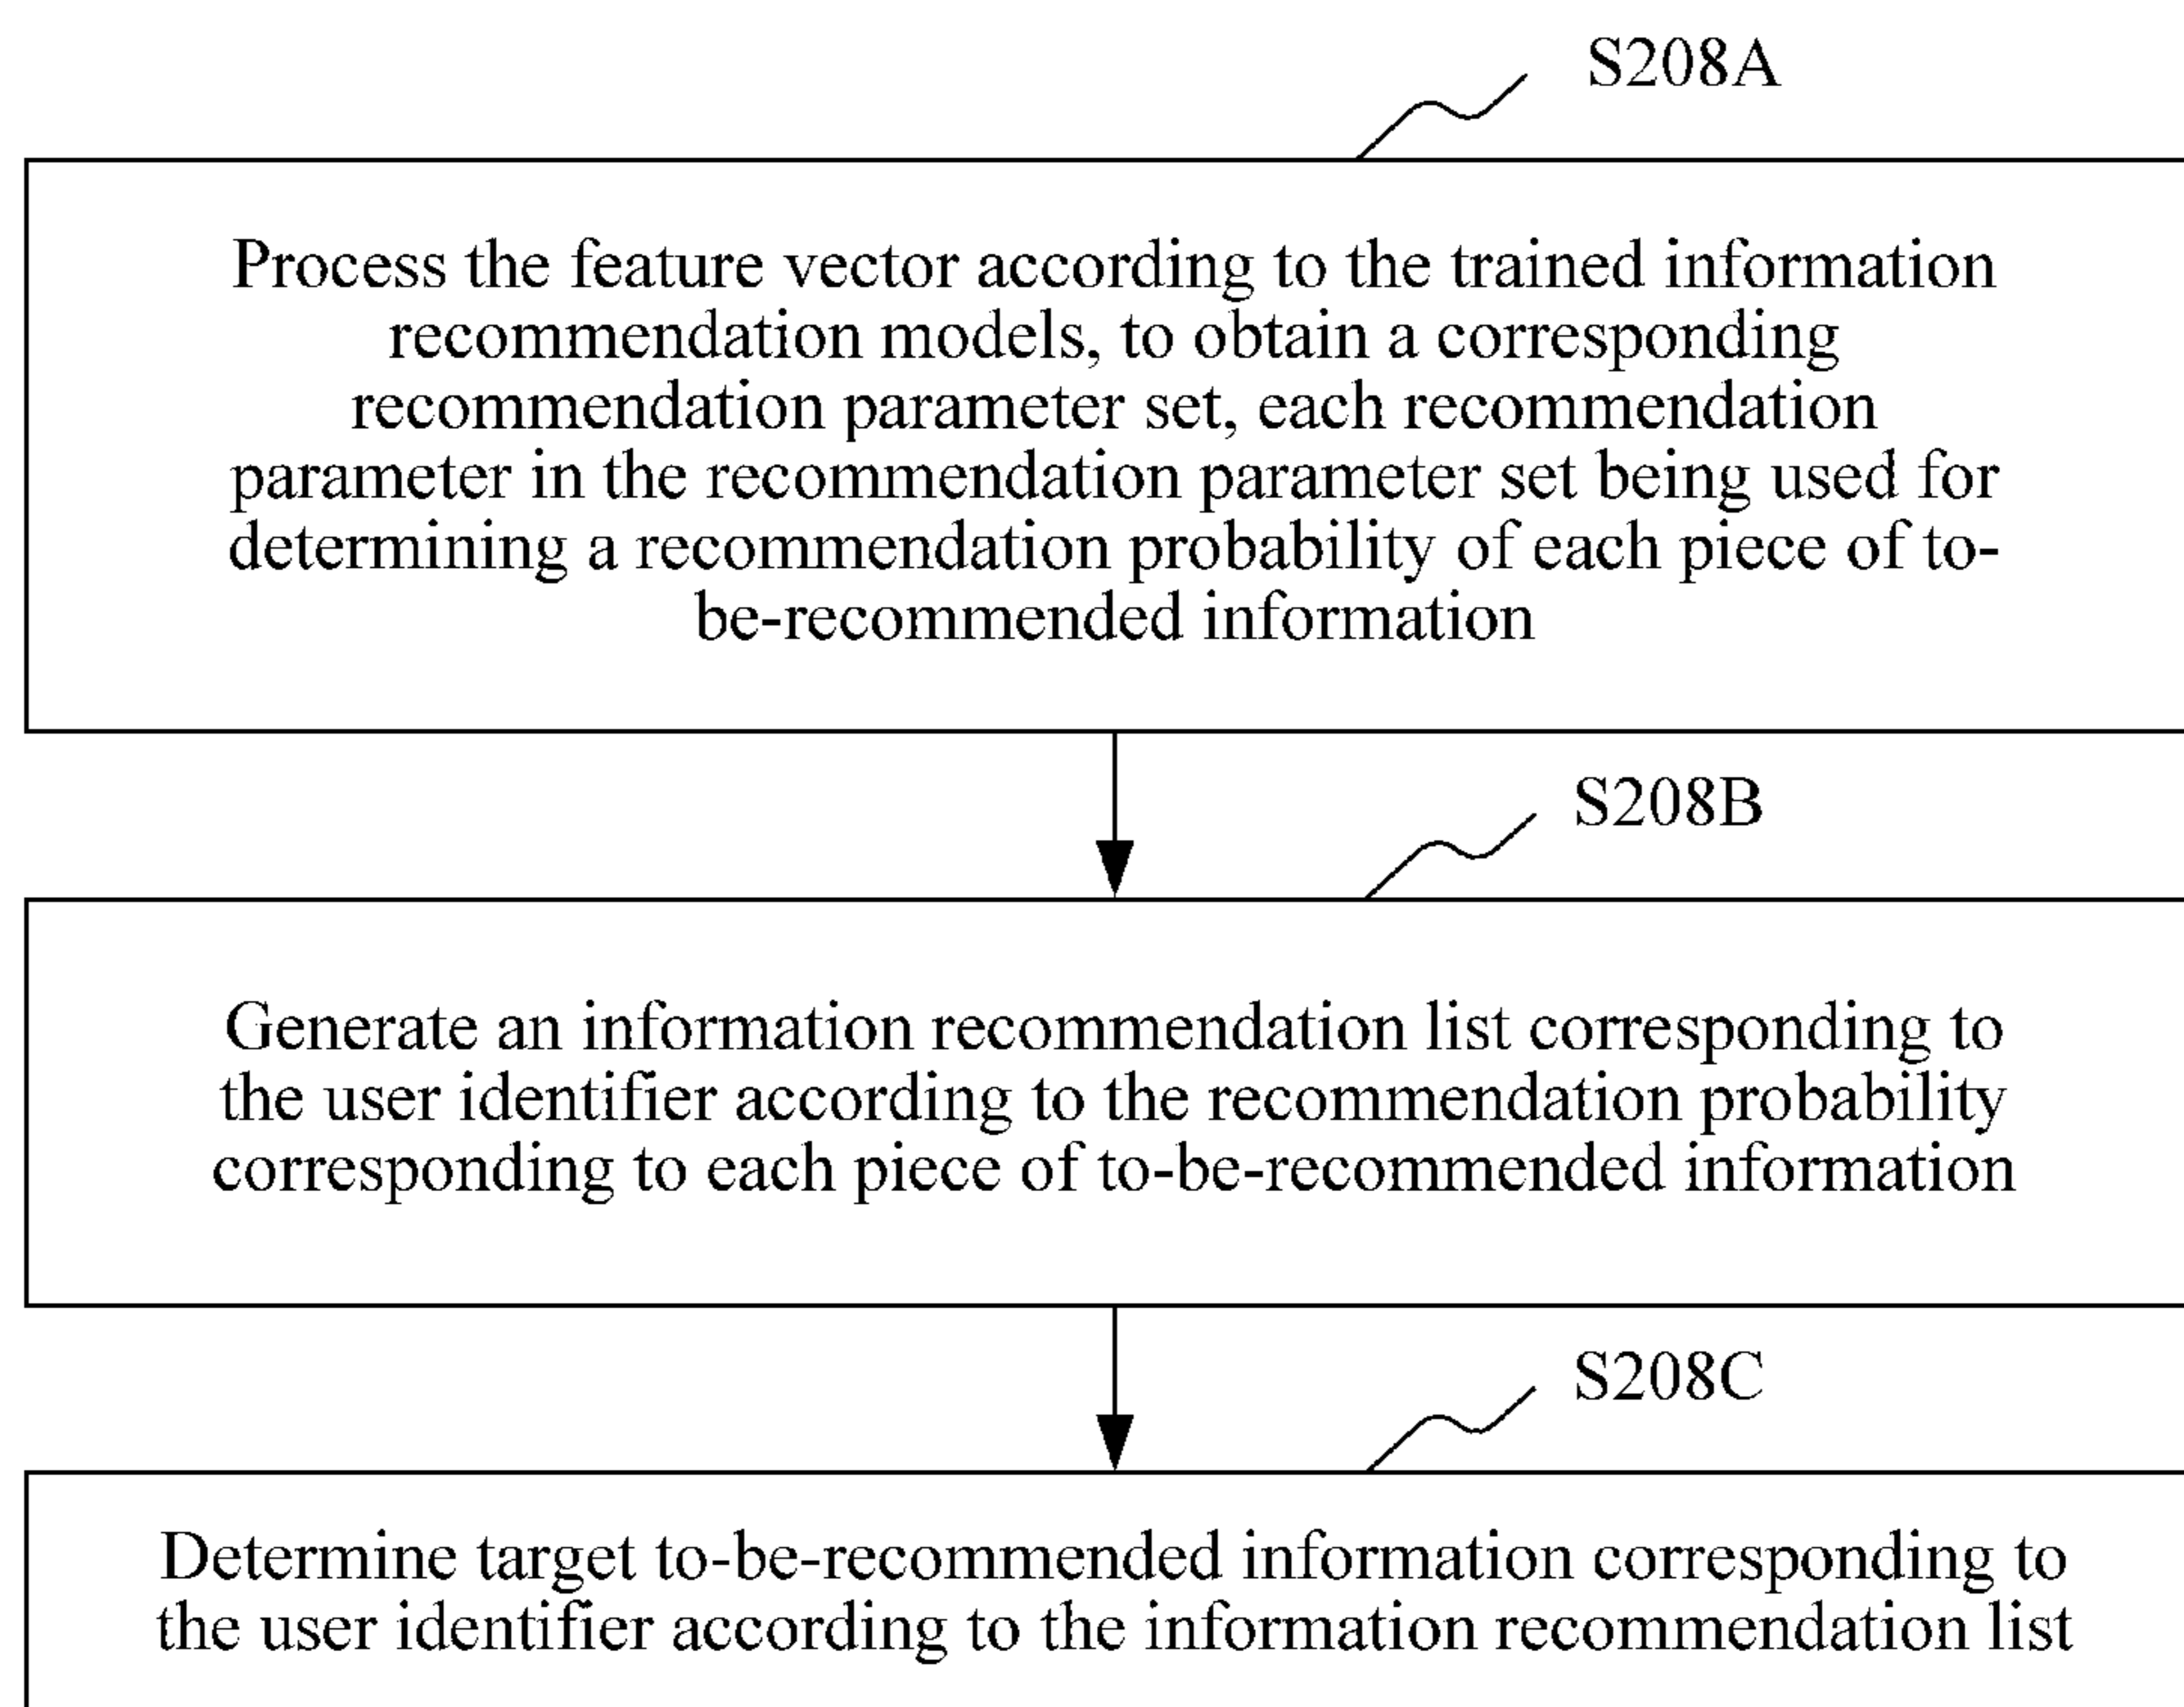 S208A
Process the feature vector according to the trained information
recommendation models, to obtain a corresponding
recommendation parameter set, each recommendation
parameter in the recommendation parameter set being used for
determining a recommendation probability of each piece of to-
be-recommended information
S208B
Generate an information recommendation list corresponding to
the user identifier according to the recommendation probability
corresponding to each piece of to-be-recommended information
S208C
Determine target to-be-recommended information corresponding to
the user identifier according to the information recommendation list